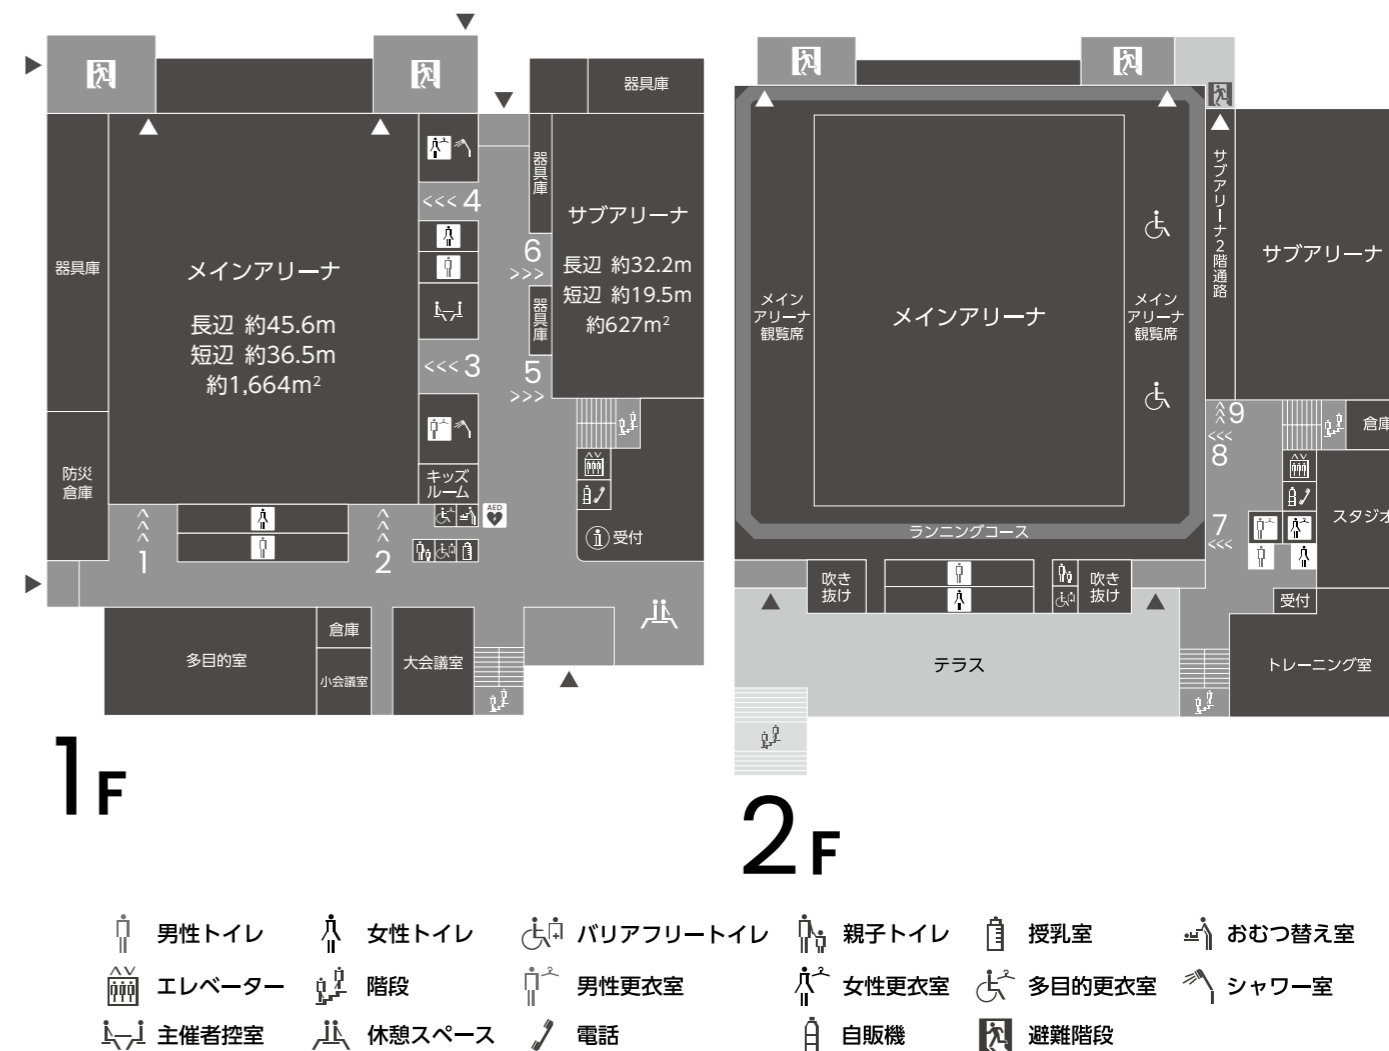 器具庫
器具庫
<<< 4
サブアリーナ
長辺 約32.2m
短辺 約19.5m
約627m²
6
>>>
器具庫
メインアリーナ
長辺 約45.6m
短辺 約36.5m
約1,664m²
器具庫
<<< 3
5
>>>
防災
倉庫
キッズ
ルーム
AED
<<<
1
<<<
2
受付
多目的室
倉庫
小会議室
大会議室
1F
サブアリーナ2階通路
サブアリーナ
メイン
アリーナ
観覧席
メインアリーナ
メイン
アリーナ
観覧席
<<< 9
<<<
8
倉庫
スタジオ
7
<<<
ランニングコース
吹き
抜け
吹き
抜け
受付
テラス
トレーニング室
2F
男性トイレ
女性トイレ
バリアフリートイレ
親子トイレ
授乳室
おむつ替え室
エレベーター
階段
男性更衣室
女性更衣室
多目的更衣室
シャワー室
主催者控室
休憩スペース
電話
自販機
避難階段